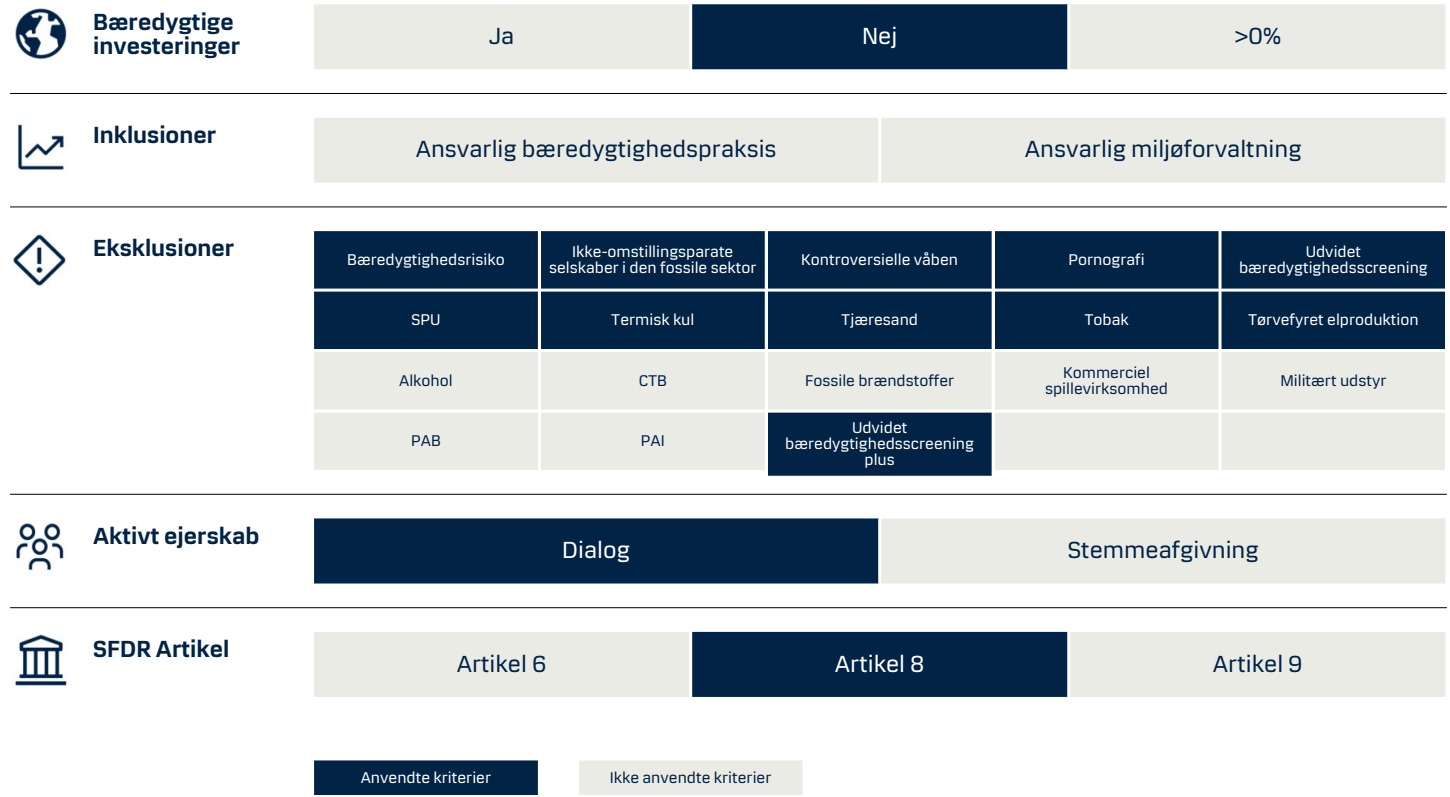 Bæredygtige
investeringer
Ja
Nej
>0%
Inklusioner
Ansvarlig bæredygtighedspraksis
Ansvarlig miljøforvaltning
Eksklusioner
Bæredygtighedsrisiko
Ikke-omstillingsparate
selskaber i den fossile sektor
Kontroversielle våben
Pornografi
Udvidet
bæredygtighedsscreening
SPU
Termisk kul
Tjæresand
Tobak
Tørvefyret elproduktion
Alkohol
CTB
Fossile brændstoffer
Kommerciel
spillevirksomhed
Militært udstyr
PAB
PAI
Udvidet
bæredygtighedsscreening
plus
Aktivt ejerskab
Dialog
Stemmeafgivning
SFDR Artikel
Artikel 6
Artikel 8
Artikel 9
Anvendte kriterier
Ikke anvendte kriterier